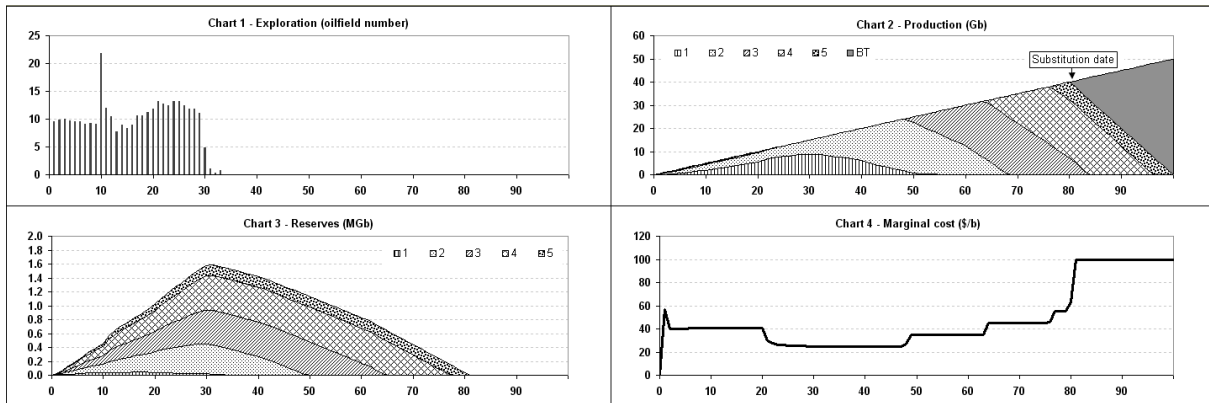 Chart 1 - Exploration (oilfield number)
25
20
15
10
5
0
0 10 20 30 40 50 60 70 80 90
Chart 2 - Production (Gb)
60
50
40
30
20
10
0
1 2 3 4 5 BT
Substitution date
0 10 20 30 40 50 60 70 80 90
Chart 3 - Reserves (MGb)
2.0
1.8
1.6
1.4
1.2
1.0
0.8
0.6
0.4
0.2
0.0
1 2 3 4 5
0 10 20 30 40 50 60 70 80 90
Chart 4 - Marginal cost ($/b)
120
100
80
60
40
20
0
0 10 20 30 40 50 60 70 80 90